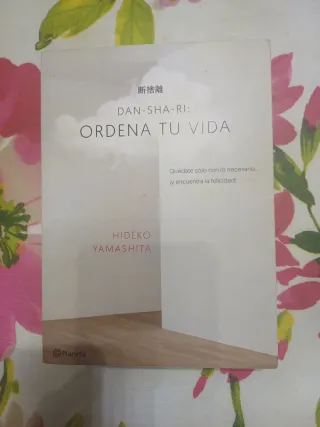 断捨離
DAN-SHA-RI:
ORDENA TU VIDA
Quédate sólo con lo necesario...
¡y encuentra la felicidad!
HIDEKO
YAMASHITA
Planeta